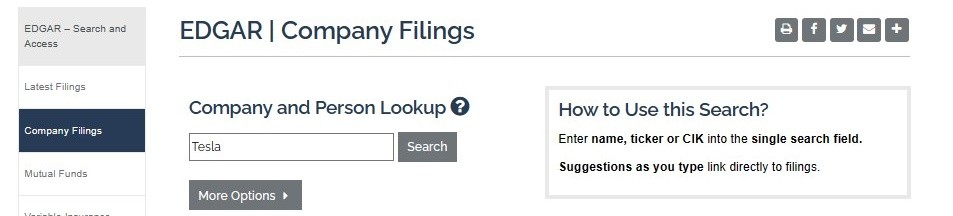 EDGAR – Search and
Access
Latest Filings
Company Filings
Mutual Funds
Variable Insurance
EDGAR | Company Filings
Company and Person Lookup ?
Tesla
Search
More Options
How to Use this Search?
Enter name, ticker or CIK into the single search field.
Suggestions as you type link directly to filings.